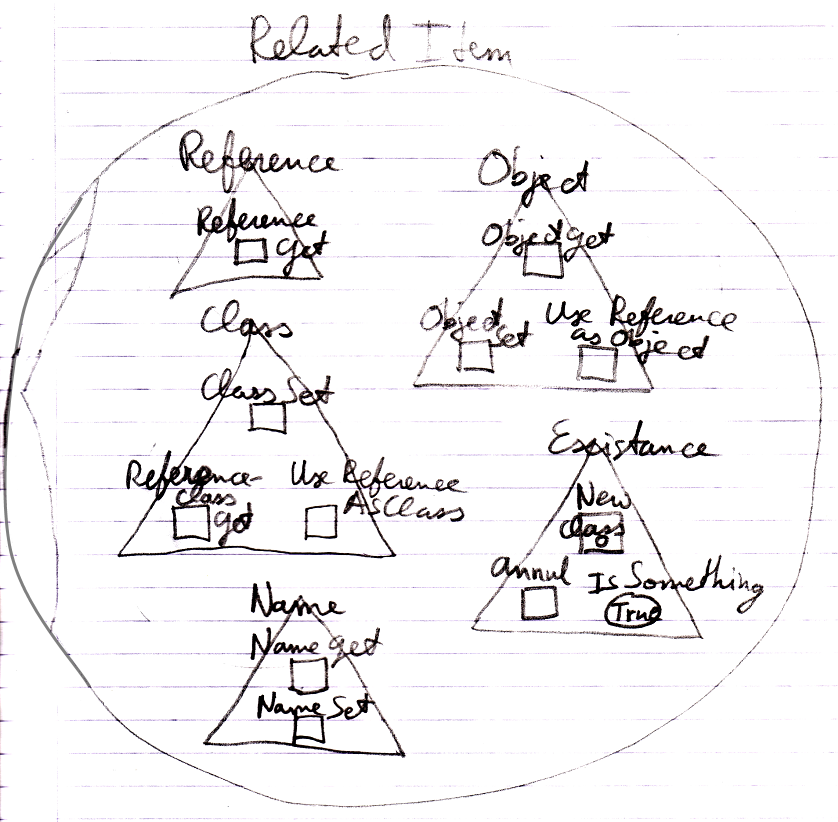 Related Item
Reference
Reference
get
Object
Object get
Object
Set
Use Reference
as Object
Class
Class Set
Reference-
class
get
Use Reference
As Class
Existance
New
Class
annul
Is Something
True
Name
Name get
Name Set